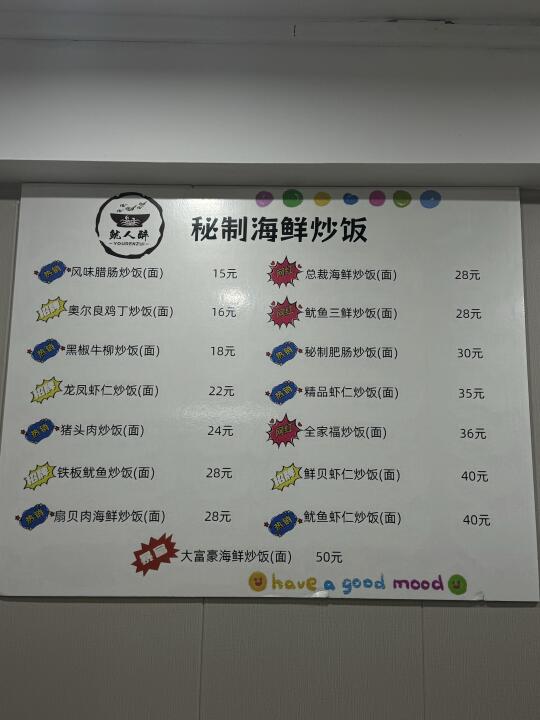 鱿人醉
YOURENZUI
秘制海鲜炒饭
热销 风味腊肠炒饭(面) 15元
招牌 奥尔良鸡丁炒饭(面) 16元
热销 黑椒牛柳炒饭(面) 18元
招牌 龙凤虾仁炒饭(面) 22元
热销 猪头肉炒饭(面) 24元
招牌 铁板鱿鱼炒饭(面) 28元
热销 扇贝肉海鲜炒饭(面) 28元
网红 总裁海鲜炒饭(面) 28元
网红 鱿鱼三鲜炒饭(面) 28元
热销 秘制肥肠炒饭(面) 30元
热销 精品虾仁炒饭(面) 35元
网红 全家福炒饭(面) 36元
招牌 鲜贝虾仁炒饭(面) 40元
热销 鱿鱼虾仁炒饭(面) 40元
大富豪海鲜炒饭(面) 50元
have a good mood